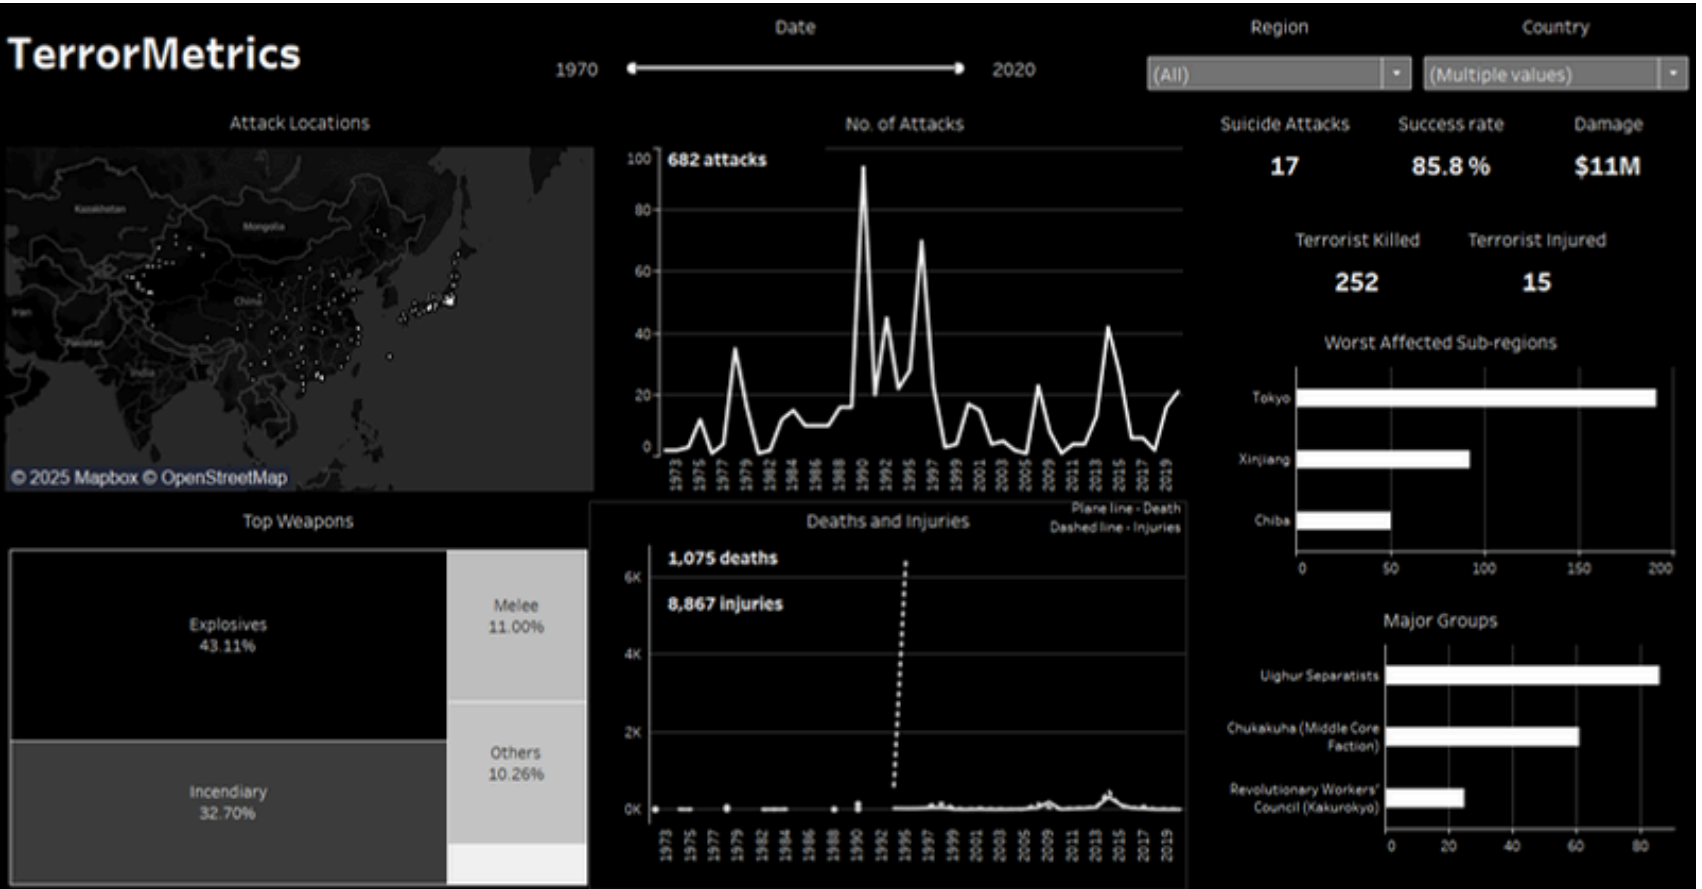 TerrorMetrics
Date
1970
2020
Region
(All)
Country
(Multiple values)
Attack Locations
Kazakhstan
Mongolia
China
Iran
Pakistan
India
© 2025 Mapbox © OpenStreetMap
No. of Attacks
682 attacks
100
80
60
40
20
0
1973
1975
1977
1979
1982
1984
1986
1988
1990
1992
1995
1997
1999
2001
2003
2005
2009
2011
2013
2015
2017
2019
Suicide Attacks
17
Success rate
85.8 %
Damage
$11M
Terrorist Killed
252
Terrorist Injured
15
Worst Affected Sub-regions
Tokyo
Xinjiang
Chiba
0
50
100
150
200
Top Weapons
Explosives
43.11%
Incendiary
32.70%
Melee
11.00%
Others
10.26%
Deaths and Injuries
Plane line - Death
Dashed line - Injuries
1,075 deaths
8,867 injuries
6K
4K
2K
0K
1973
1975
1977
1979
1982
1984
1986
1988
1990
1992
1995
1997
1999
2001
2003
2005
2009
2011
2013
2015
2017
2019
Major Groups
Uighur Separatists
Chukakuha (Middle Core
Faction)
Revolutionary Workers'
Council (Kakurokyo)
0
20
40
60
80